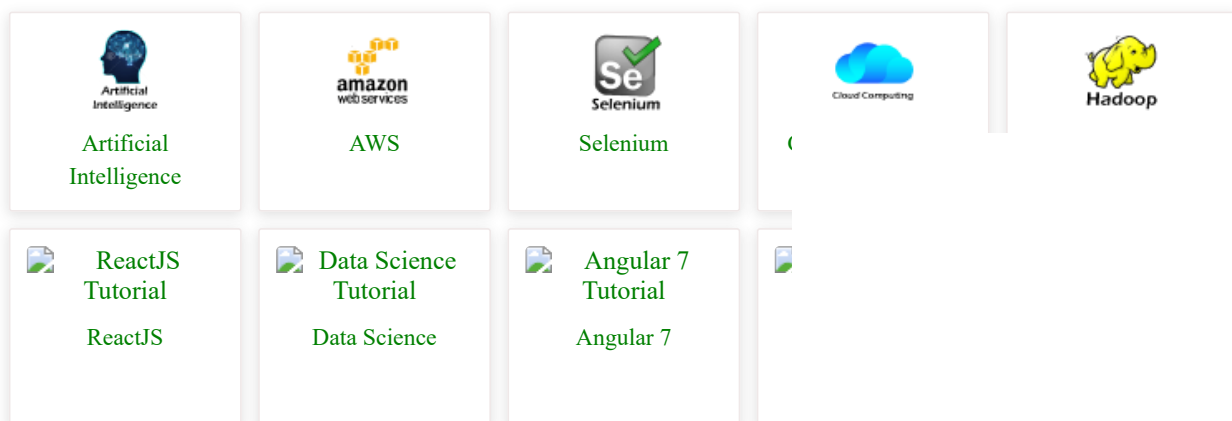 Artificial
Intelligence
amazon
web services
Se
Selenium
Cloud Computing
Hadoop
Artificial
Intelligence
AWS
Selenium
ReactJS
Tutorial
Data Science
Tutorial
Angular 7
Tutorial
ReactJS
Data Science
Angular 7